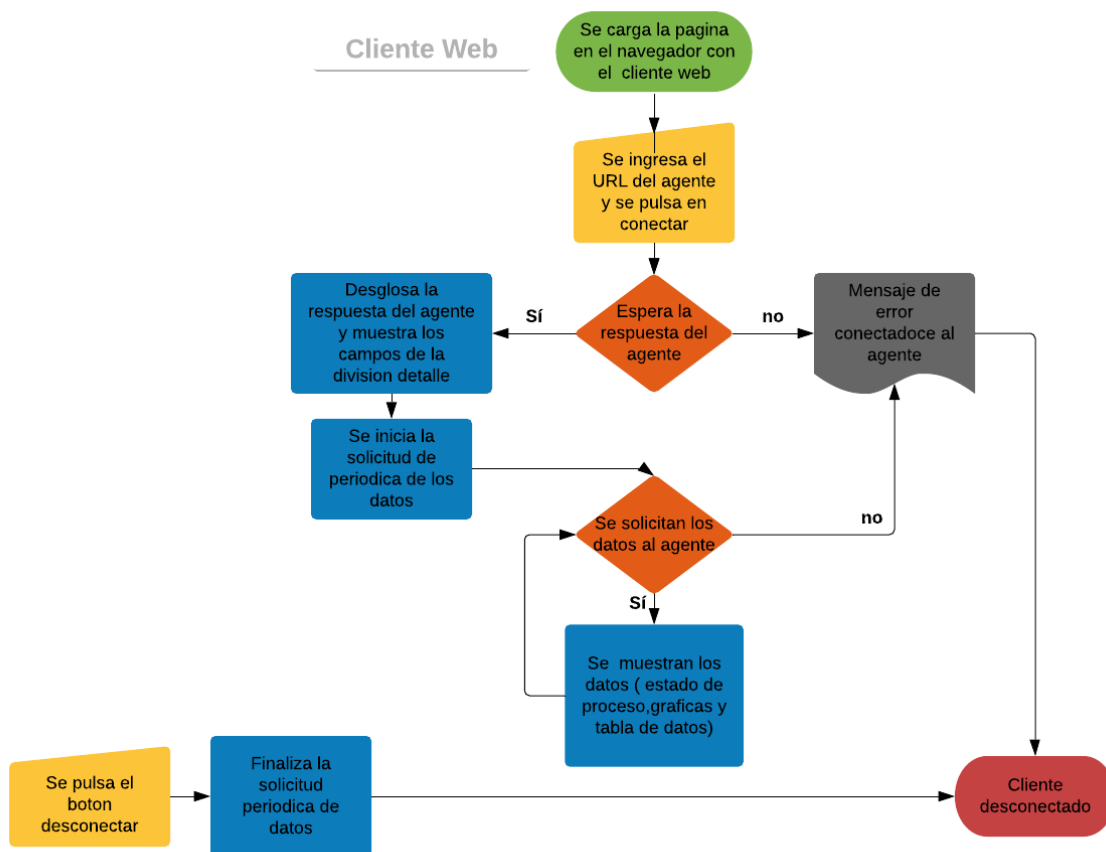 Cliente Web
Se carga la pagina
en el navegador con
el cliente web
Se ingresa el
URL del agente
y se pulsa en
conectar
Desglosa la
respuesta del agente
y muestra los
campos de la
division detalle
Sí
Espera la
respuesta del
agente
no
Mensaje de
error
conectadoce al
agente
Se inicia la
solicitud de
periodica de los
datos
Se solicitan los
datos al agente
no
Sí
Se muestran los
datos ( estado de
proceso,graficas y
tabla de datos)
Se pulsa el
boton
desconectar
Finaliza la
solicitud
periodica de
datos
Cliente
desconectado